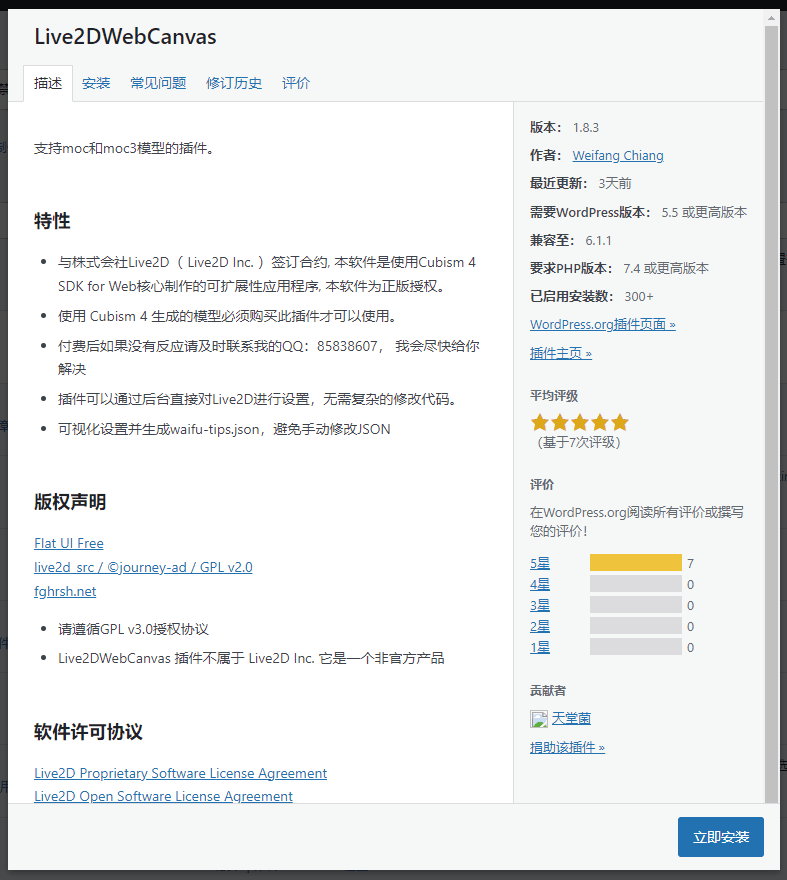 Live2DWebCanvas
描述 安装 常见问题 修订历史 评价
支持moc和moc3模型的插件。
特性
与株式会社Live2D（ Live2D Inc. ）签订合约, 本软件是使用Cubism 4
SDK for Web核心制作的可扩展性应用程序, 本软件为正版授权。
使用 Cubism 4 生成的模型必须购买此插件才可以使用。
付费后如果没有反应请及时联系我的QQ：85838607， 我会尽快给你
解决
插件可以通过后台直接对Live2D进行设置，无需复杂的修改代码。
可视化设置并生成waifu-tips.json，避免手动修改JSON
版权声明
Flat UI Free
live2d_src / ©journey-ad / GPL v2.0
fghrsh.net
请遵循GPL v3.0授权协议
Live2DWebCanvas 插件不属于 Live2D Inc. 它是一个非官方产品
软件许可协议
Live2D Proprietary Software License Agreement
Live2D Open Software License Agreement
版本： 1.8.3
作者： Weifang Chiang
最近更新： 3天前
需要WordPress版本： 5.5 或更高版本
兼容至： 6.1.1
要求PHP版本： 7.4 或更高版本
已启用安装数： 300+
WordPress.org插件页面 »
插件主页 »
平均评级
（基于7次评级）
评价
在WordPress.org阅读所有评价或撰写
您的评价！
5星 7
4星 0
3星 0
2星 0
1星 0
贡献者
天堂菌
捐助该插件 »
立即安装